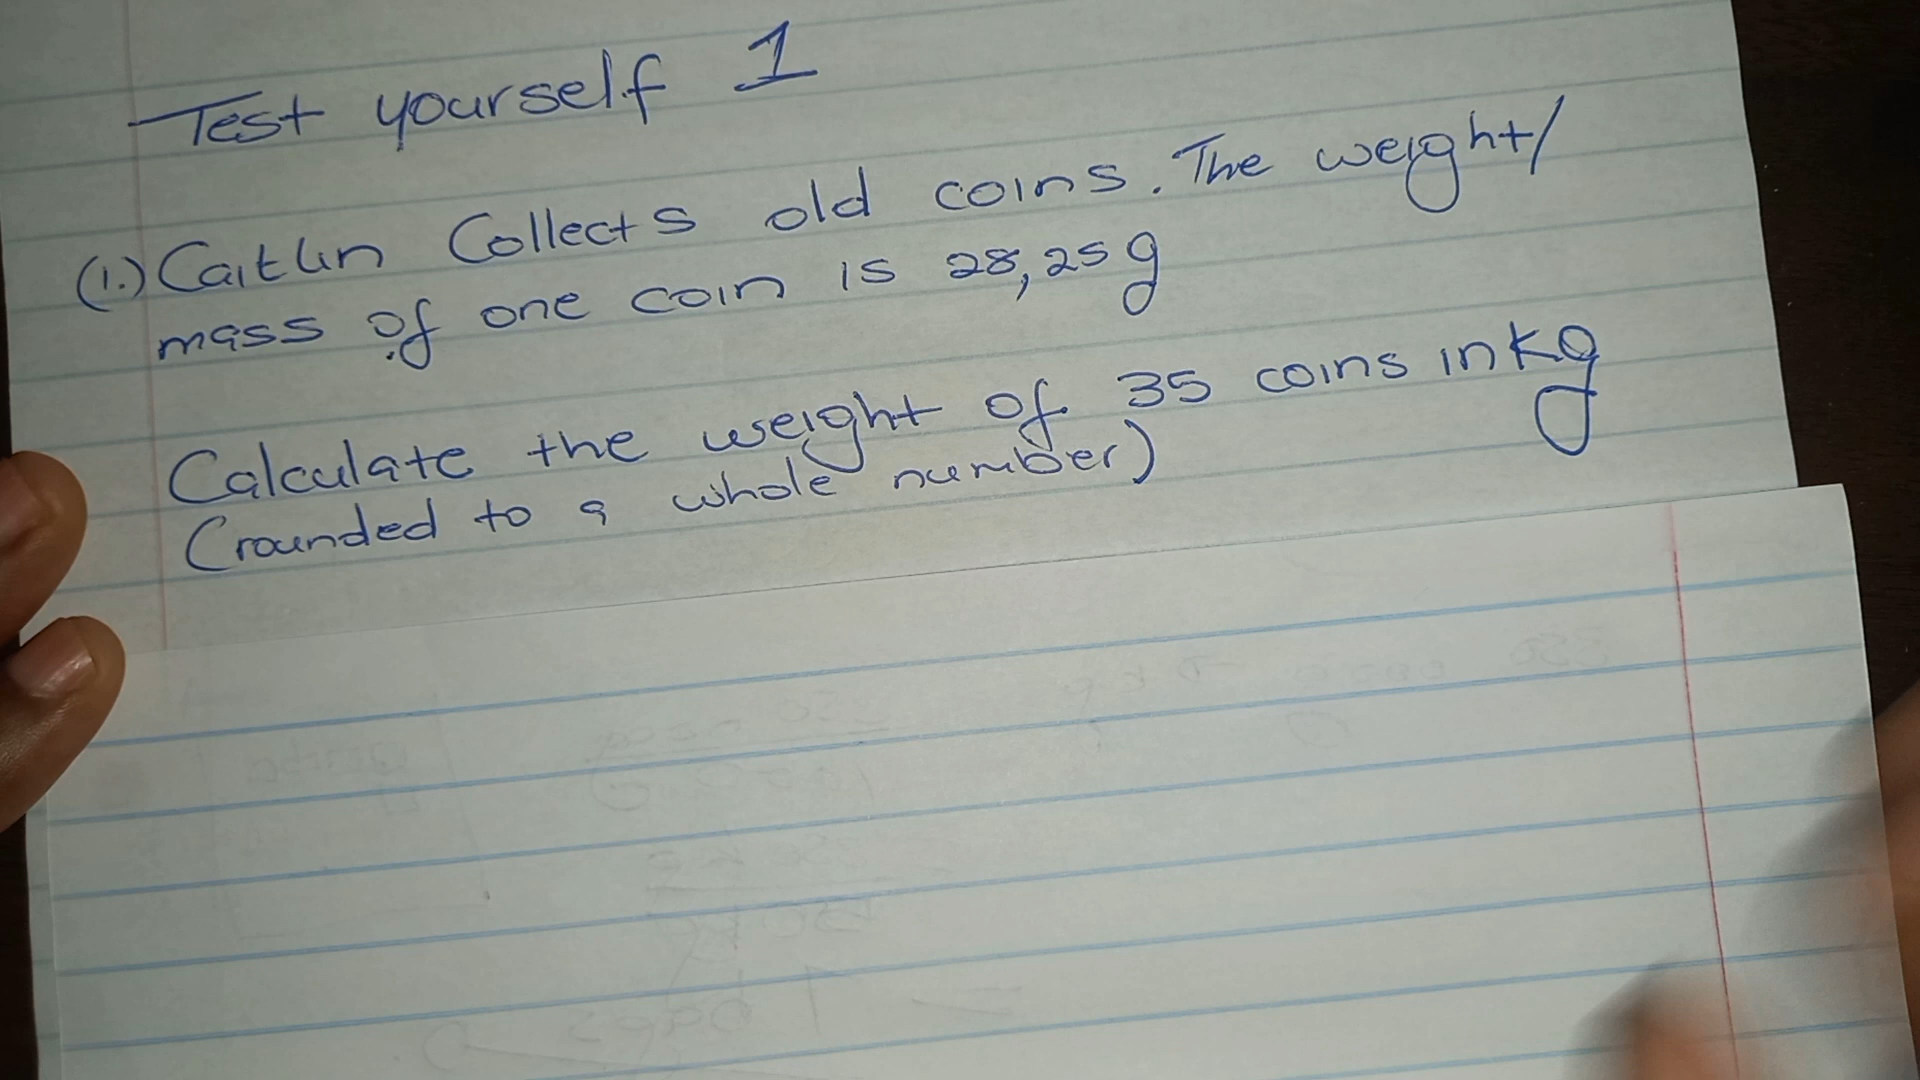 Test yourself 1
(1.) Caitlin Collects old coins. The weight/
mass of one coin is 28,25g
Calculate the weight of 35 coins in kg
(rounded to a whole number)